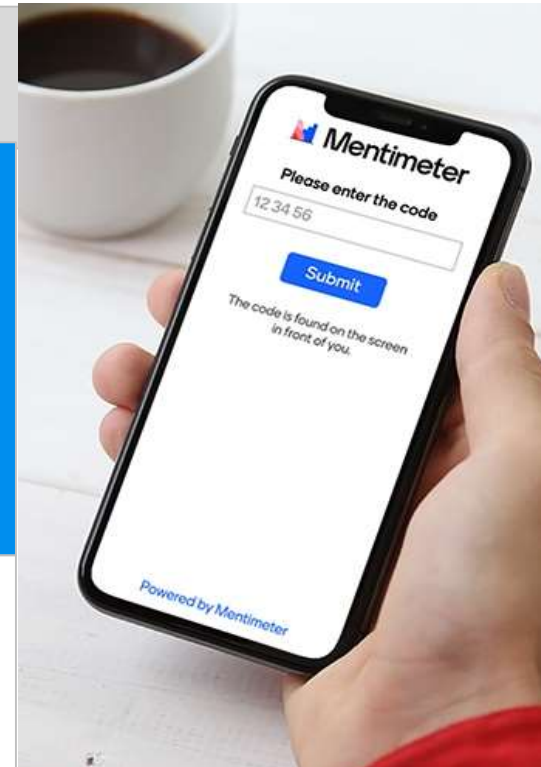 Mentimeter
Please enter the code
12 34 56
Submit
The code is found on the screen
in front of you.
Powered by Mentimeter